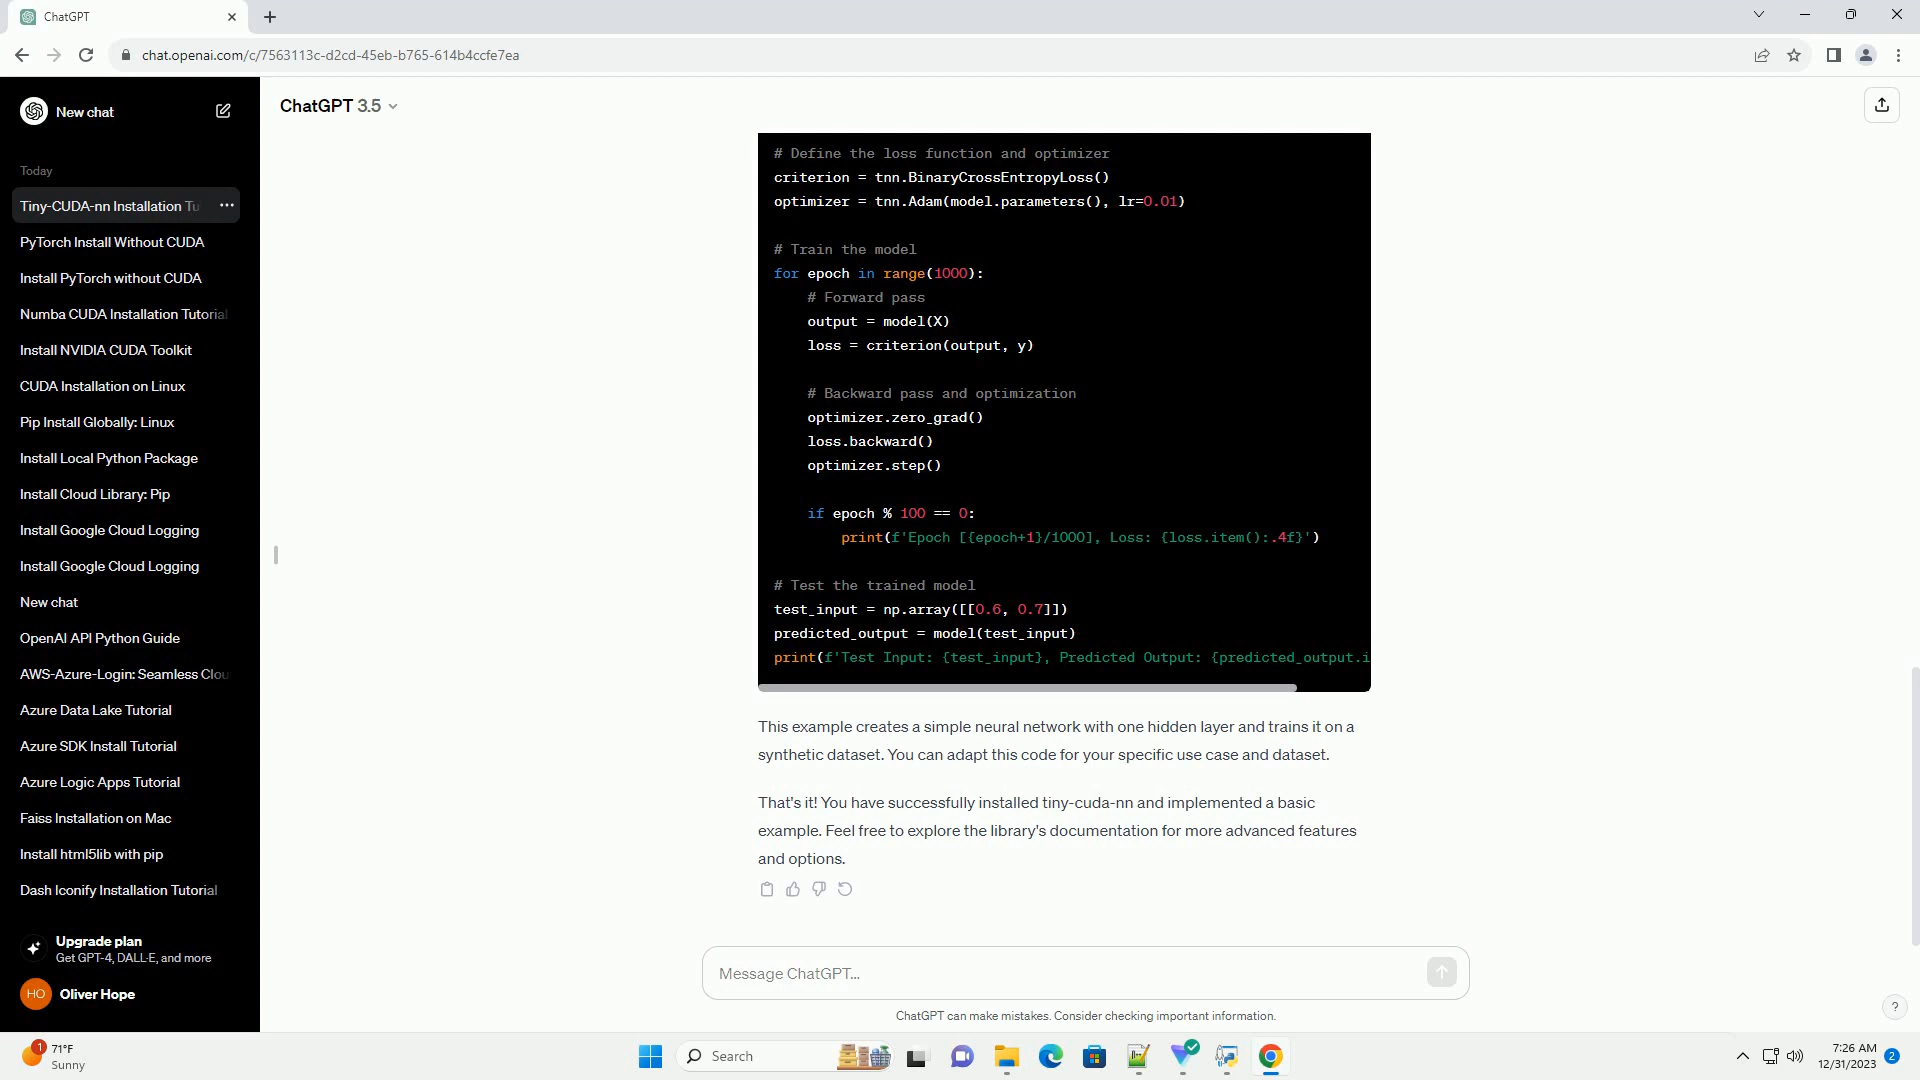 ChatGPT
chat.openai.com/c/7563113c-d2cd-45eb-b765-614b4ccfe7ea
New chat
Today
Tiny-CUDA-nn Installation Tu
PyTorch Install Without CUDA
Install PyTorch without CUDA
Numba CUDA Installation Tutorial
Install NVIDIA CUDA Toolkit
CUDA Installation on Linux
Pip Install Globally: Linux
Install Local Python Package
Install Cloud Library: Pip
Install Google Cloud Logging
Install Google Cloud Logging
New chat
OpenAI API Python Guide
AWS-Azure-Login: Seamless Clou
Azure Data Lake Tutorial
Azure SDK Install Tutorial
Azure Logic Apps Tutorial
Faiss Installation on Mac
Install html5lib with pip
Dash Iconify Installation Tutorial
Upgrade plan
Get GPT-4, DALL·E, and more
HO Oliver Hope
ChatGPT 3.5
# Define the loss function and optimizer
criterion = tnn.BinaryCrossEntropyLoss()
optimizer = tnn.Adam(model.parameters(), lr=0.01)
# Train the model
for epoch in range(1000):
    # Forward pass
    output = model(X)
    loss = criterion(output, y)
    # Backward pass and optimization
    optimizer.zero_grad()
    loss.backward()
    optimizer.step()
    if epoch % 100 == 0:
        print(f'Epoch [{epoch+1}/1000], Loss: {loss.item():.4f}')
# Test the trained model
test_input = np.array([[0.6, 0.7]])
predicted_output = model(test_input)
print(f'Test Input: {test_input}, Predicted Output: {predicted_output.i
This example creates a simple neural network with one hidden layer and trains it on a
synthetic dataset. You can adapt this code for your specific use case and dataset.
That's it! You have successfully installed tiny-cuda-nn and implemented a basic
example. Feel free to explore the library's documentation for more advanced features
and options.
Message ChatGPT...
ChatGPT can make mistakes. Consider checking important information.
?
1
71°F
Sunny
Search
7:26 AM
12/31/2023
2